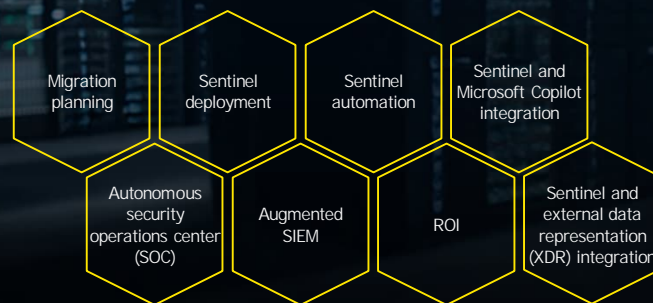 Migration
planning
Sentinel
deployment
Sentinel
automation
Sentinel and
Microsoft Copilot
integration
Autonomous
security
operations center
(SOC)
Augmented
SIEM
ROI
Sentinel and
external data
representation
(XDR) integration